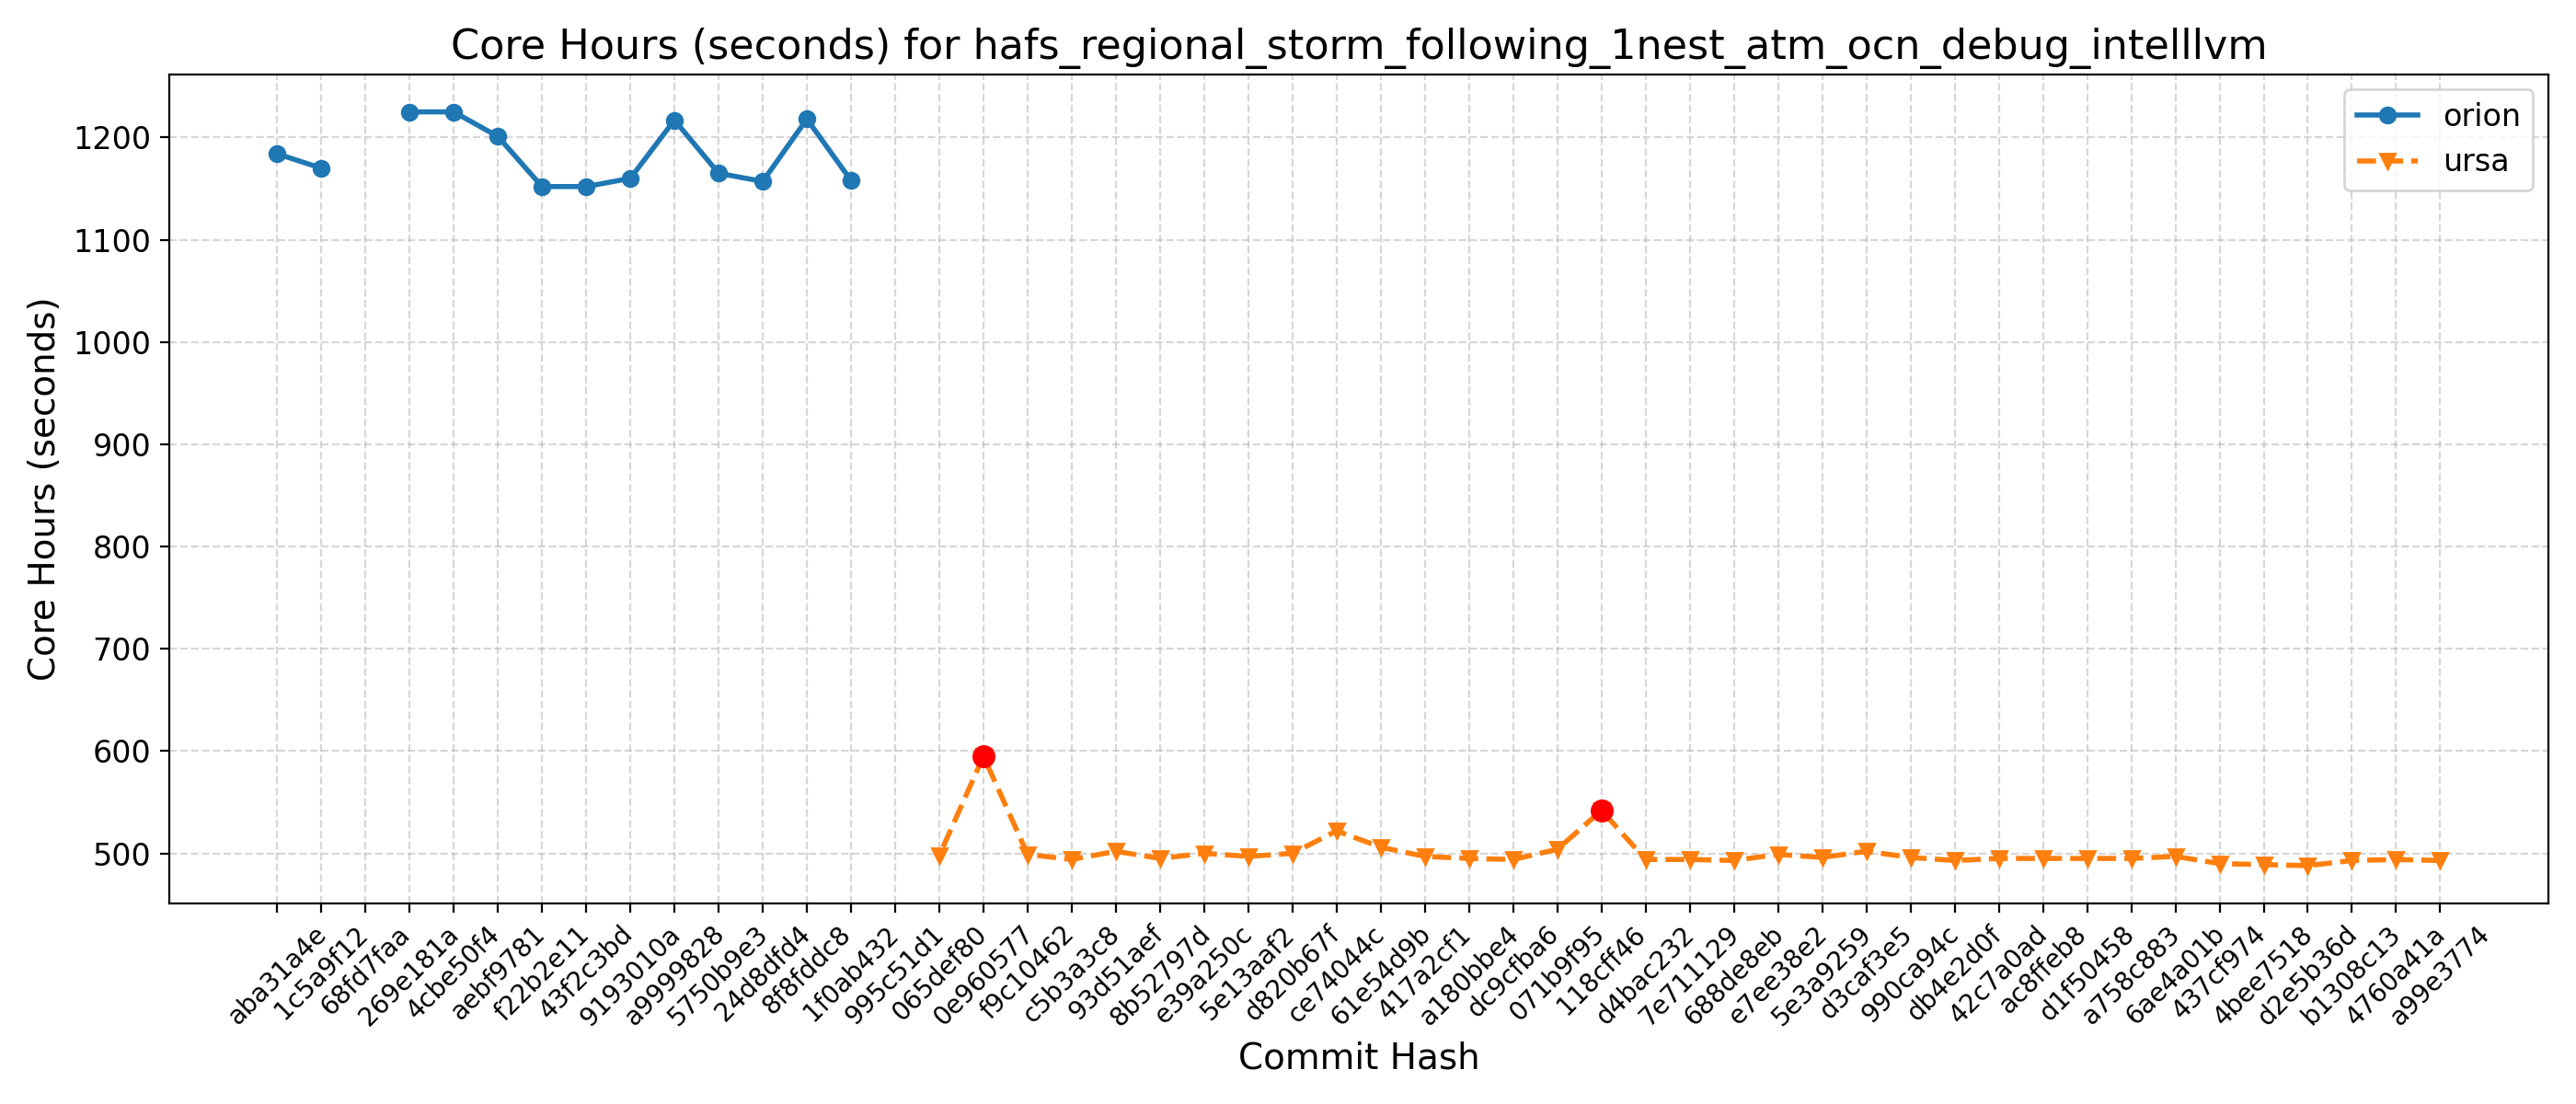 Core Hours (seconds) for hafs_regional_storm_following_1nest_atm_ocn_debug_intelllvm
orion
ursa
Core Hours (seconds)
1200
1100
1000
900
800
700
600
500
aba31a4e
1c5a9f12
68fd7faa
269e181a
4cbe50f4
aebf9781
f22b2e11
43f2c3bd
9193010a
a9999828
5750b9e3
24d8dfd4
8f8fddc8
1f0ab432
995c51d1
065def80
0e960577
f9c10462
c5b3a3c8
93d51aef
8b52797d
e39a250c
5e13aaf2
d820b67f
ce74044c
61e54d9b
417a2cf1
a180bbe4
dc9cfba6
071b9f95
118cff46
d4bac232
7e711129
688de8eb
e7ee38e2
5e3a9259
d3caf3e5
990ca94c
db4e2d0f
42c7a0ad
ac8ffeb8
d1f50458
a758c883
6ae4a01b
437cf974
4bee7518
d2e5b36d
b1308c13
4760a41a
a99e3774
Commit Hash